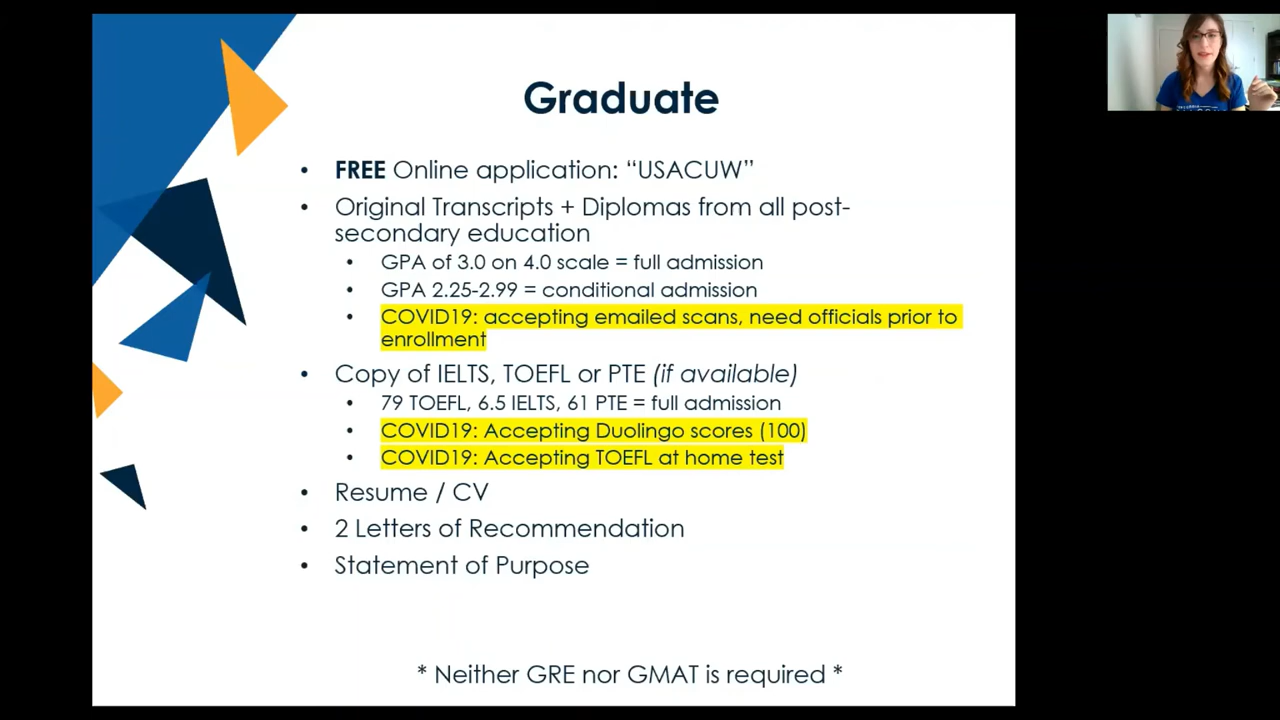 Graduate
• FREE Online application: “USACUW”
• Original Transcripts + Diplomas from all post-
secondary education
• GPA of 3.0 on 4.0 scale = full admission
• GPA 2.25-2.99 = conditional admission
• COVID19: accepting emailed scans, need officials prior to
enrollment
• Copy of IELTS, TOEFL or PTE (if available)
• 79 TOEFL, 6.5 IELTS, 61 PTE = full admission
• COVID19: Accepting Duolingo scores (100)
• COVID19: Accepting TOEFL at home test
• Resume / CV
• 2 Letters of Recommendation
• Statement of Purpose
* Neither GRE nor GMAT is required *